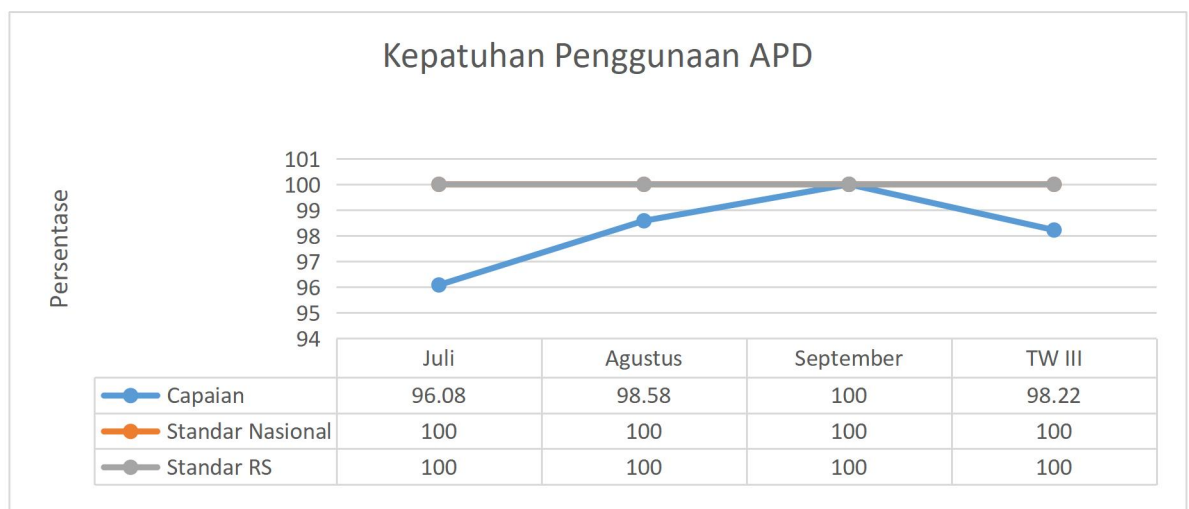 Kepatuhan Penggunaan APD
Persentase
101
100
99
98
97
96
95
94
Juli Agustus September TW III
Capaian 96.08 98.58 100 98.22
Standar Nasional 100 100 100 100
Standar RS 100 100 100 100